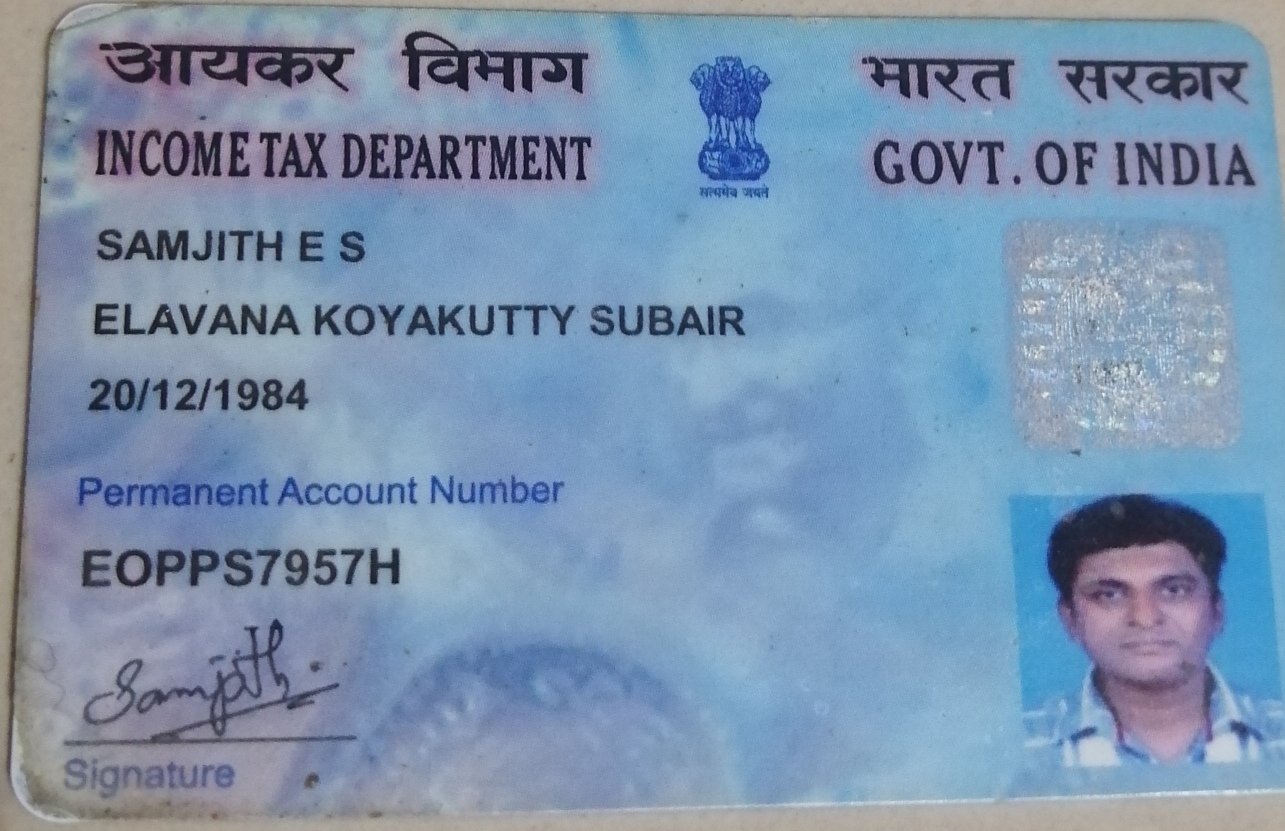 आयकर विभाग
INCOME TAX DEPARTMENT
सत्यमेव जयते
भारत सरकार
GOVT. OF INDIA
SAMJITH E S
ELAVANA KOYAKUTTY SUBAIR
20/12/1984
Permanent Account Number
EOPPS7957H
Samjith.
Signature